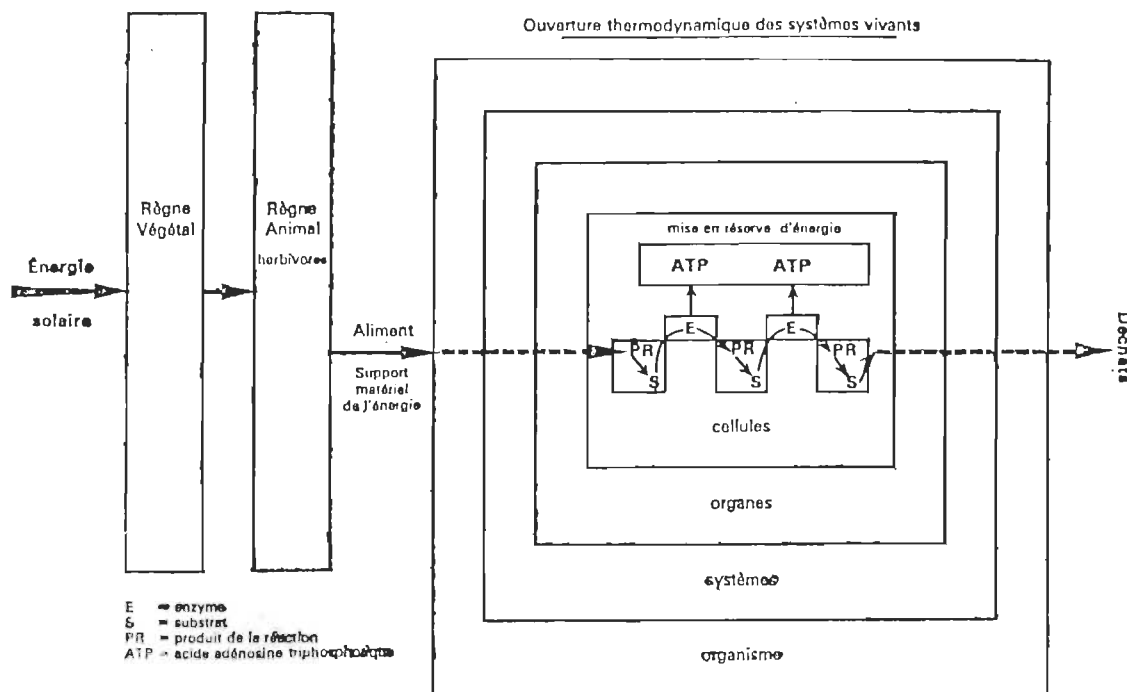 Ouverture thermodynamique des systèmes vivants
Énergie
solaire
Règne
Végétal
Règne
Animal
herbivores
Aliment
Support
matériel
de l'énergie
mise en réserve d'énergie
ATP ATP
E E
PR PR PR
S S S
cellules
organes
systèmes
organisme
Déchets
E = enzyme
S = substrat
PR = produit de la réaction
ATP = acide adénosine triphosphorique